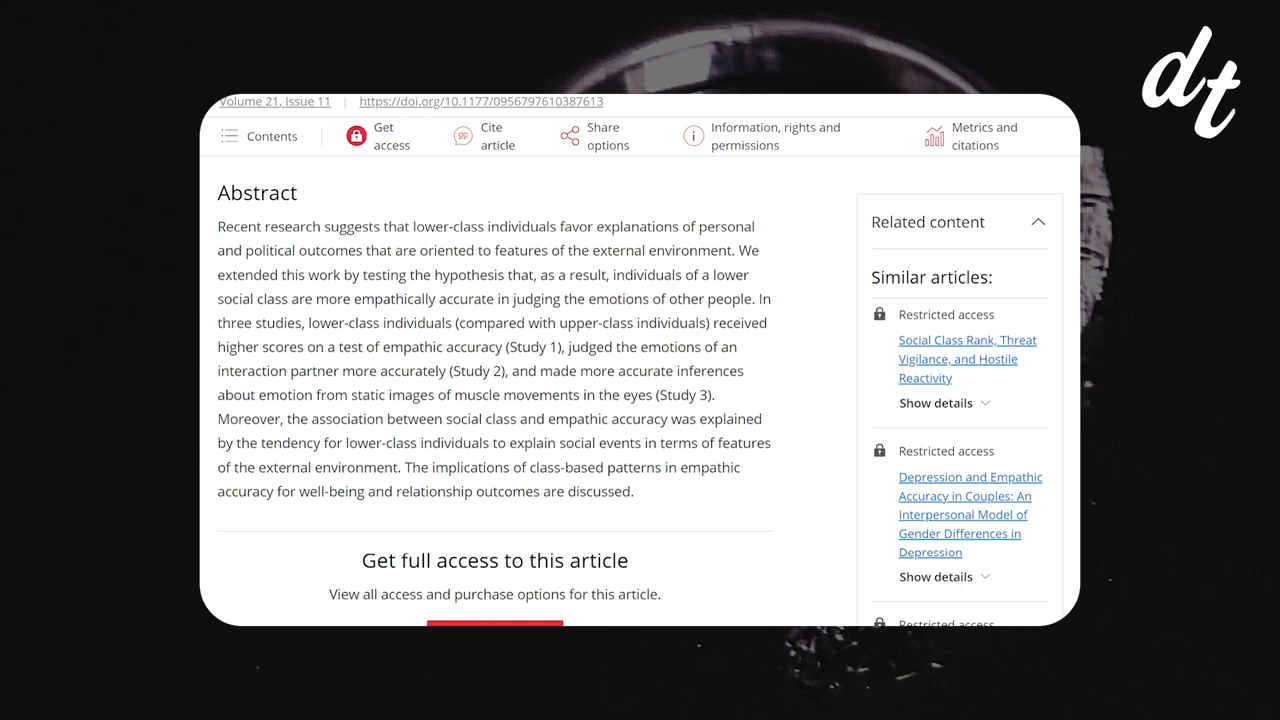 dt
Volume 21, Issue 11 | https://doi.org/10.1177/0956797610387613
Contents
Get
access
Cite
article
Share
options
Information, rights and
permissions
Metrics and
citations
Abstract
Recent research suggests that lower-class individuals favor explanations of personal
and political outcomes that are oriented to features of the external environment. We
extended this work by testing the hypothesis that, as a result, individuals of a lower
social class are more empathically accurate in judging the emotions of other people. In
three studies, lower-class individuals (compared with upper-class individuals) received
higher scores on a test of empathic accuracy (Study 1), judged the emotions of an
interaction partner more accurately (Study 2), and made more accurate inferences
about emotion from static images of muscle movements in the eyes (Study 3).
Moreover, the association between social class and empathic accuracy was explained
by the tendency for lower-class individuals to explain social events in terms of features
of the external environment. The implications of class-based patterns in empathic
accuracy for well-being and relationship outcomes are discussed.
Get full access to this article
View all access and purchase options for this article.
Related content
Similar articles:
Restricted access
Social Class Rank, Threat
Vigilance, and Hostile
Reactivity
Show details
Restricted access
Depression and Empathic
Accuracy in Couples: An
Interpersonal Model of
Gender Differences in
Depression
Show details
Restricted access